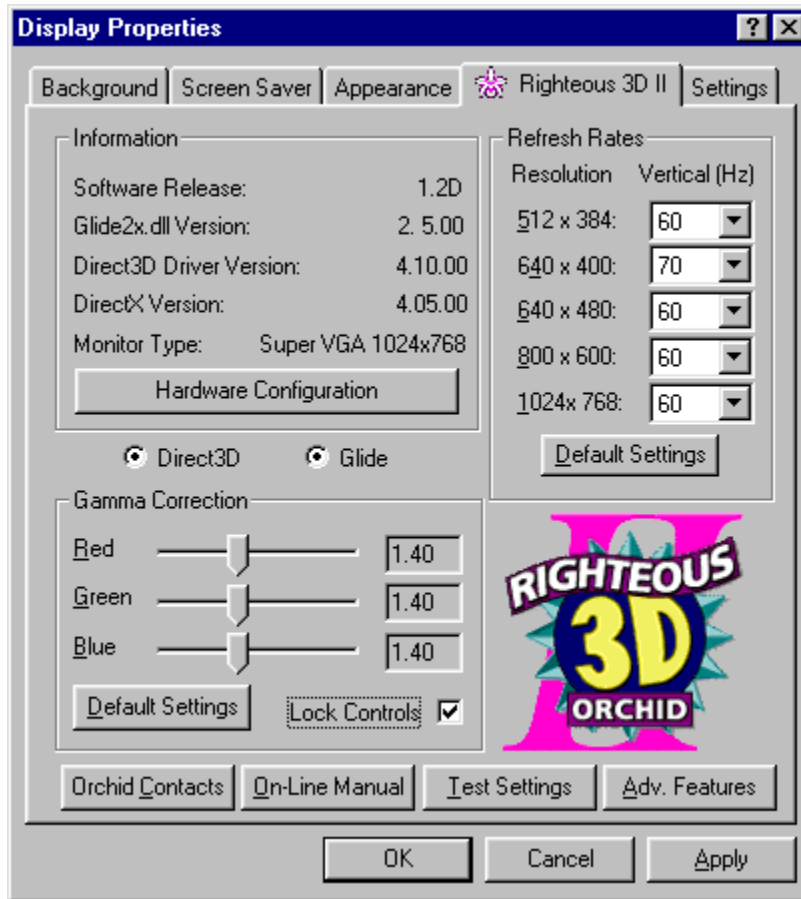 Display Properties
Background Screen Saver Appearance Righteous 3D II Settings
Information
Software Release: 1.2D
Glide2x.dll Version: 2. 5.00
Direct3D Driver Version: 4.10.00
DirectX Version: 4.05.00
Monitor Type: Super VGA 1024x768
Hardware Configuration
Direct3D Glide
Refresh Rates
Resolution Vertical (Hz)
512 x 384: 60
640 x 400: 70
640 x 480: 60
800 x 600: 60
1024x 768: 60
Default Settings
Gamma Correction
Red 1.40
Green 1.40
Blue 1.40
Default Settings Lock Controls
II
RIGHTEOUS
3D
ORCHID
Orchid Contacts On-Line Manual Test Settings Adv. Features
OK Cancel Apply